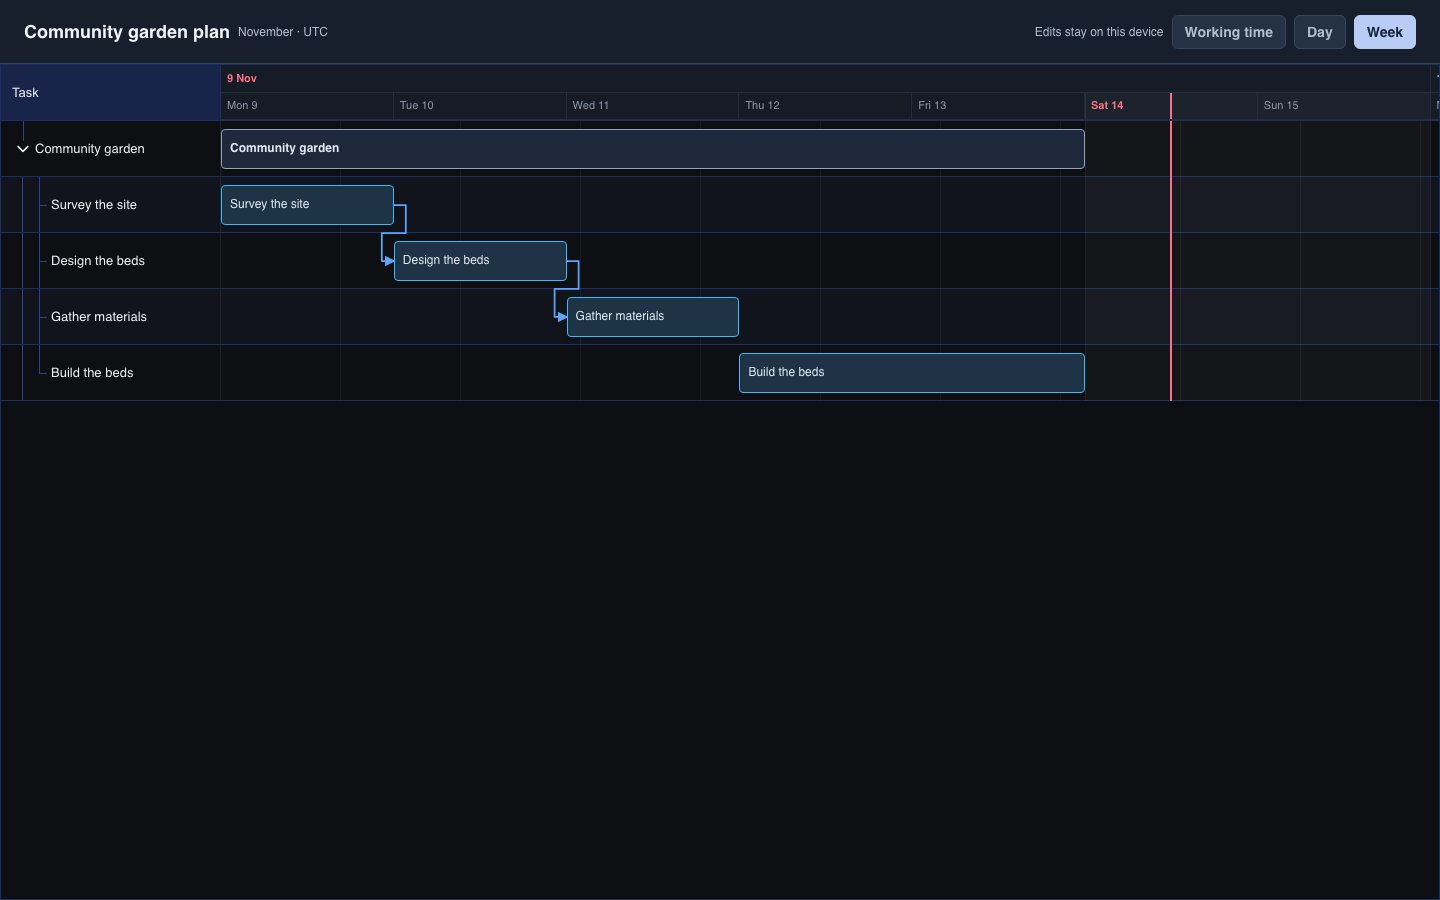 Community garden plan November · UTC
Edits stay on this device Working time Day Week
Task
9 Nov
Mon 9 Tue 10 Wed 11 Thu 12 Fri 13 Sat 14 Sun 15
Community garden Community garden
Survey the site Survey the site
Design the beds Design the beds
Gather materials Gather materials
Build the beds Build the beds